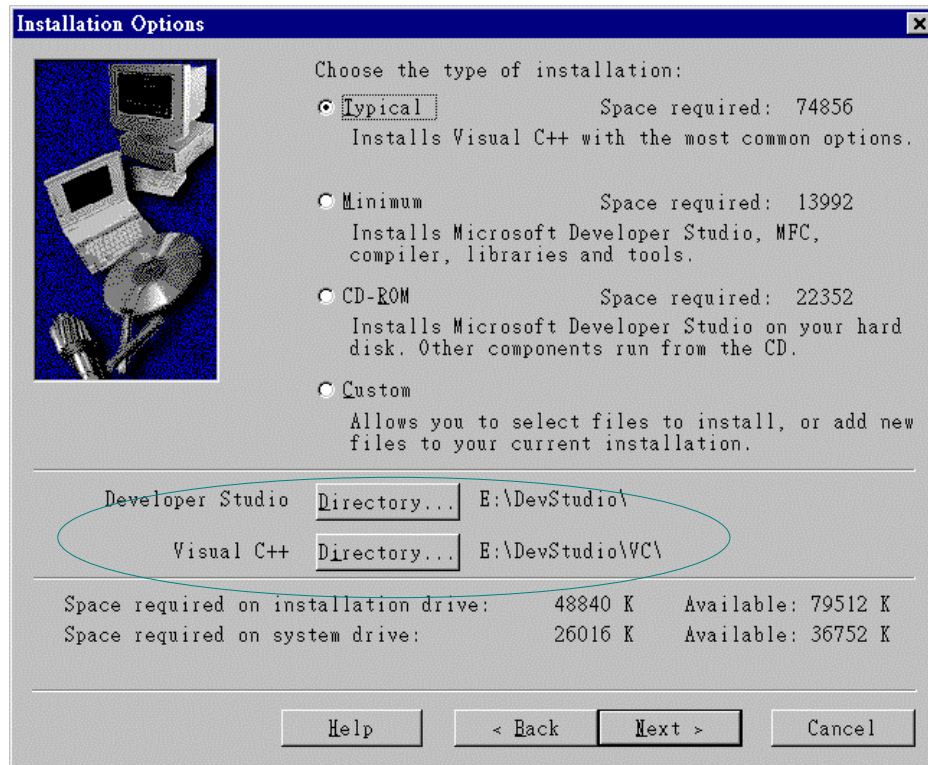 Installation Options
Choose the type of installation:
Typical Space required: 74856
Installs Visual C++ with the most common options.
Minimum Space required: 13992
Installs Microsoft Developer Studio, MFC,
compiler, libraries and tools.
CD-ROM Space required: 22352
Installs Microsoft Developer Studio on your hard
disk. Other components run from the CD.
Custom
Allows you to select files to install, or add new
files to your current installation.
Developer Studio Directory... E:\DevStudio\
Visual C++ Directory... E:\DevStudio\VC\
Space required on installation drive: 48840 K Available: 79512 K
Space required on system drive: 26016 K Available: 36752 K
Help < Back Next > Cancel